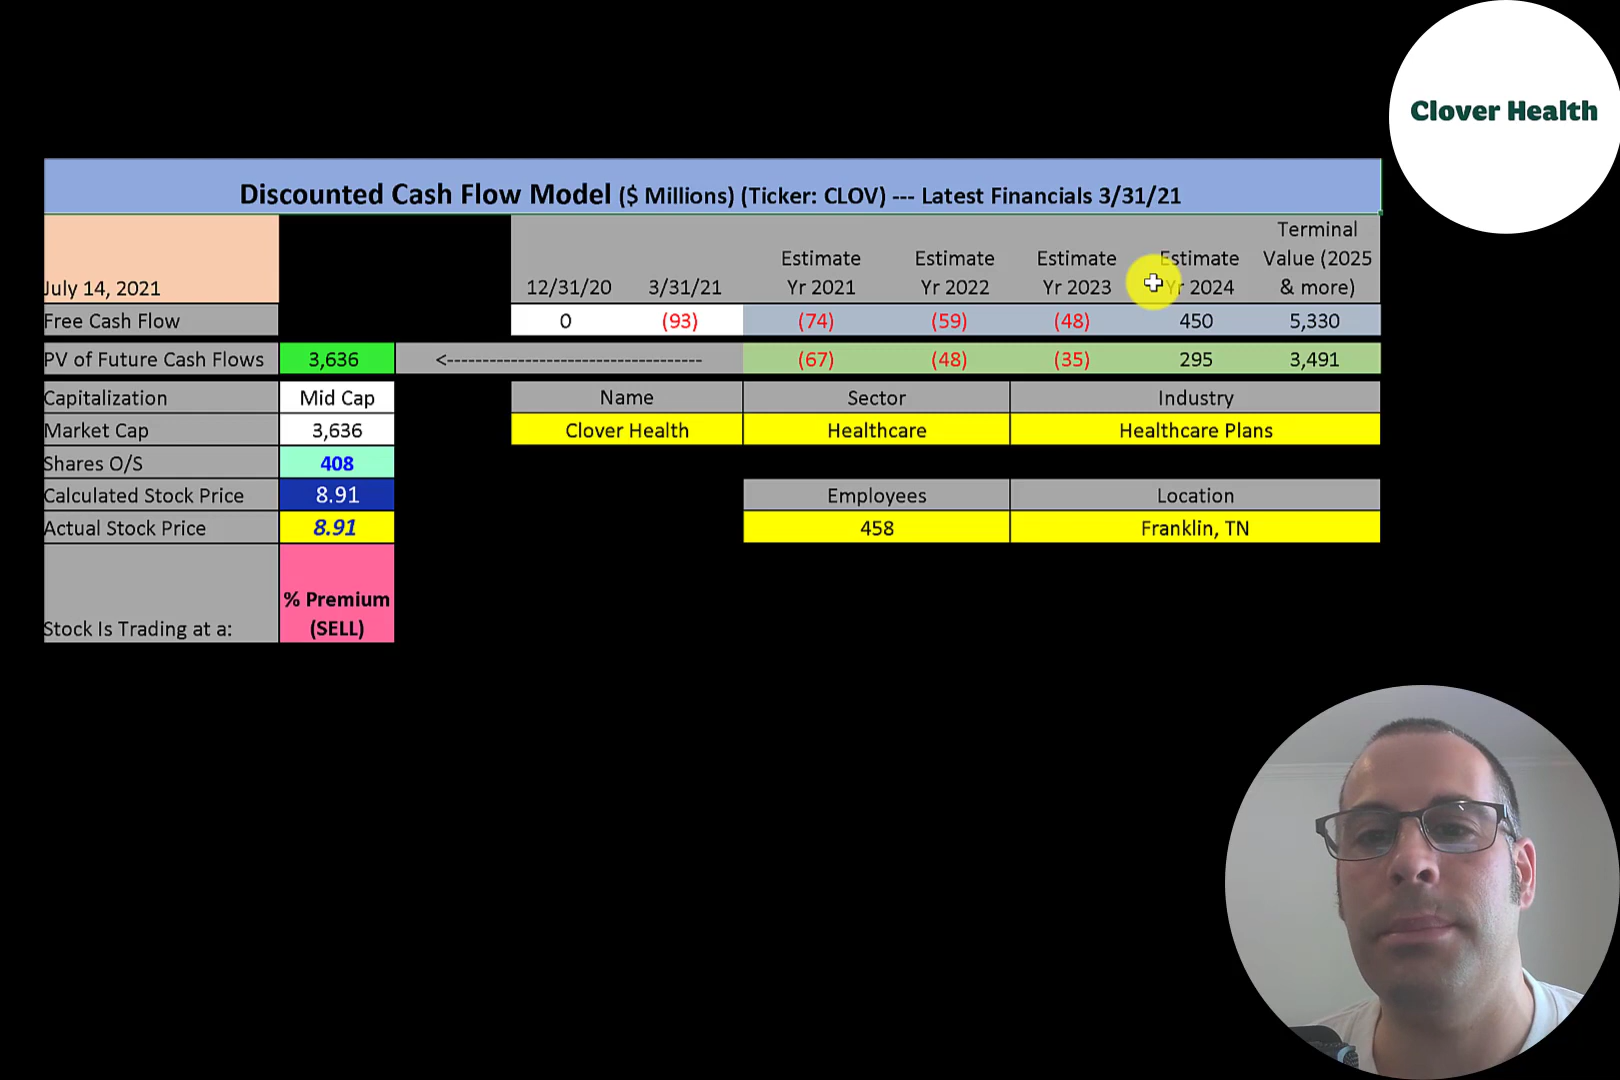 Clover Health
Discounted Cash Flow Model ($ Millions) (Ticker: CLOV) --- Latest Financials 3/31/21
July 14, 2021
12/31/20
3/31/21
Estimate
Yr 2021
Estimate
Yr 2022
Estimate
Yr 2023
Estimate
Yr 2024
Terminal
Value (2025
& more)
Free Cash Flow 0 (93) (74) (59) (48) 450 5,330
PV of Future Cash Flows 3,636 <------------------------------------ (67) (48) (35) 295 3,491
Capitalization Mid Cap
Market Cap 3,636
Shares O/S 408
Calculated Stock Price 8.91
Actual Stock Price 8.91
Stock Is Trading at a:
% Premium
(SELL)
Name Sector Industry
Clover Health Healthcare Healthcare Plans
Employees Location
458 Franklin, TN